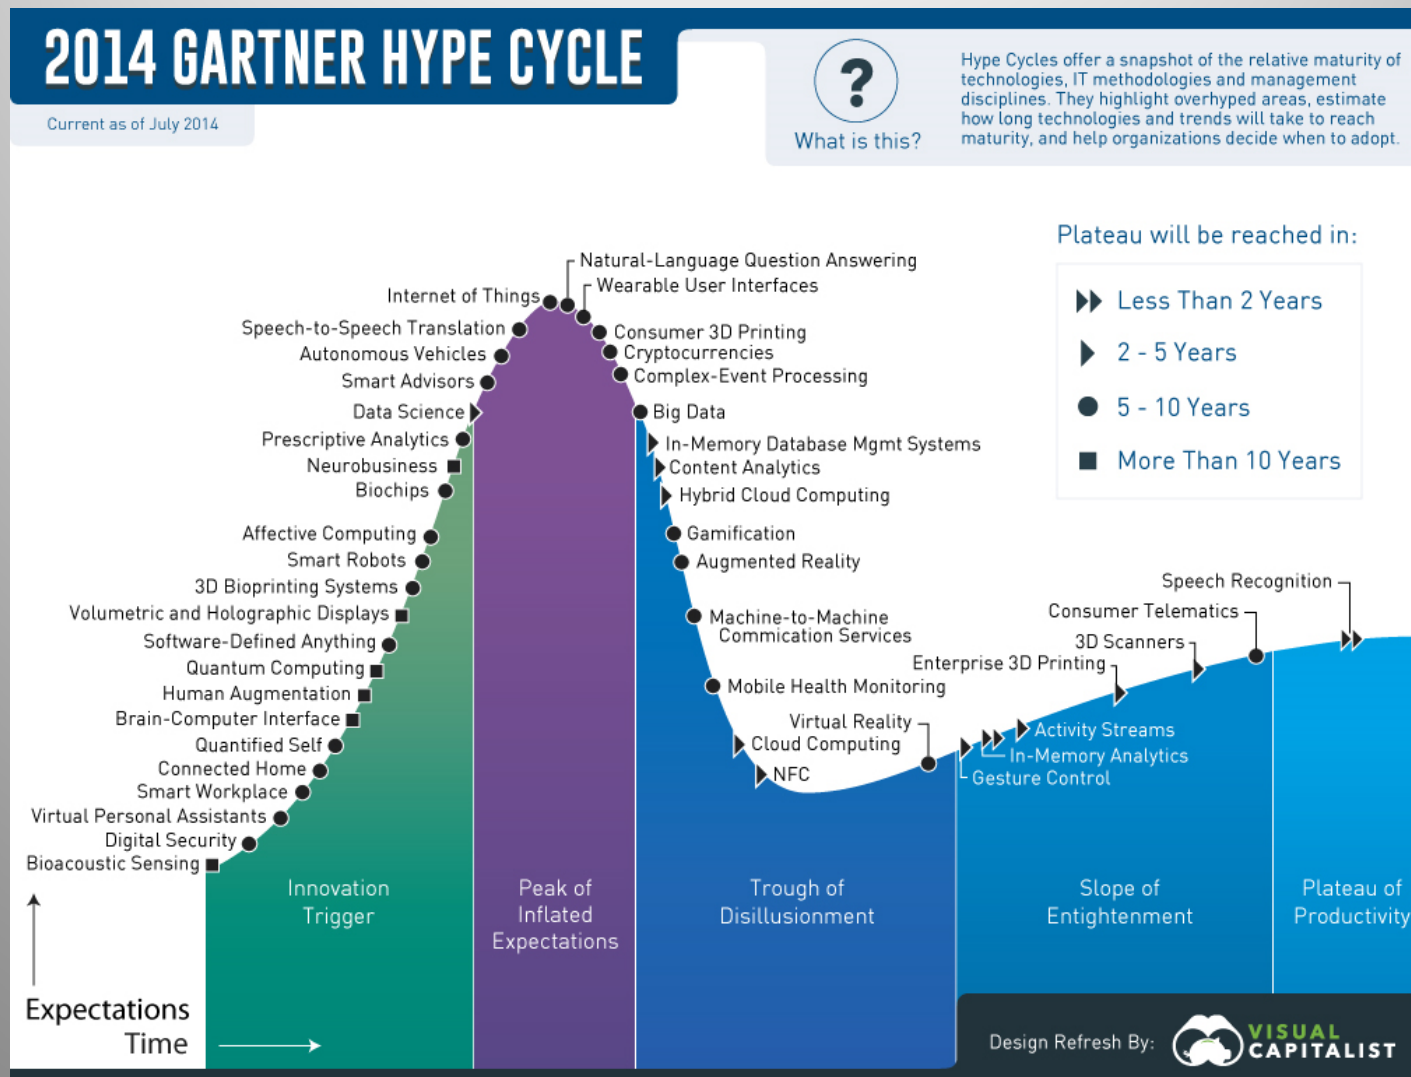 2014 GARTNER HYPE CYCLE
Current as of July 2014
?
What is this?
Hype Cycles offer a snapshot of the relative maturity of
technologies, IT methodologies and management
disciplines. They highlight overhyped areas, estimate
how long technologies and trends will take to reach
maturity, and help organizations decide when to adopt.
Plateau will be reached in:
Less Than 2 Years
2 - 5 Years
5 - 10 Years
More Than 10 Years
Natural-Language Question Answering
Wearable User Interfaces
Internet of Things
Speech-to-Speech Translation
Consumer 3D Printing
Autonomous Vehicles
Cryptocurrencies
Smart Advisors
Complex-Event Processing
Data Science
Big Data
Prescriptive Analytics
In-Memory Database Mgmt Systems
Neurobusiness
Content Analytics
Biochips
Hybrid Cloud Computing
Affective Computing
Gamification
Smart Robots
Augmented Reality
3D Bioprinting Systems
Volumetric and Holographic Displays
Machine-to-Machine
Commication Services
Software-Defined Anything
Quantum Computing
Human Augmentation
Mobile Health Monitoring
Brain-Computer Interface
Quantified Self
Connected Home
Smart Workplace
Virtual Personal Assistants
Digital Security
Bioacoustic Sensing
Virtual Reality
Cloud Computing
NFC
Speech Recognition
Consumer Telematics
3D Scanners
Enterprise 3D Printing
Activity Streams
In-Memory Analytics
Gesture Control
Innovation
Trigger
Peak of
Inflated
Expectations
Trough of
Disillusionment
Slope of
Entightenment
Plateau of
Productivity
Expectations
Time
Design Refresh By:
VISUAL
CAPITALIST